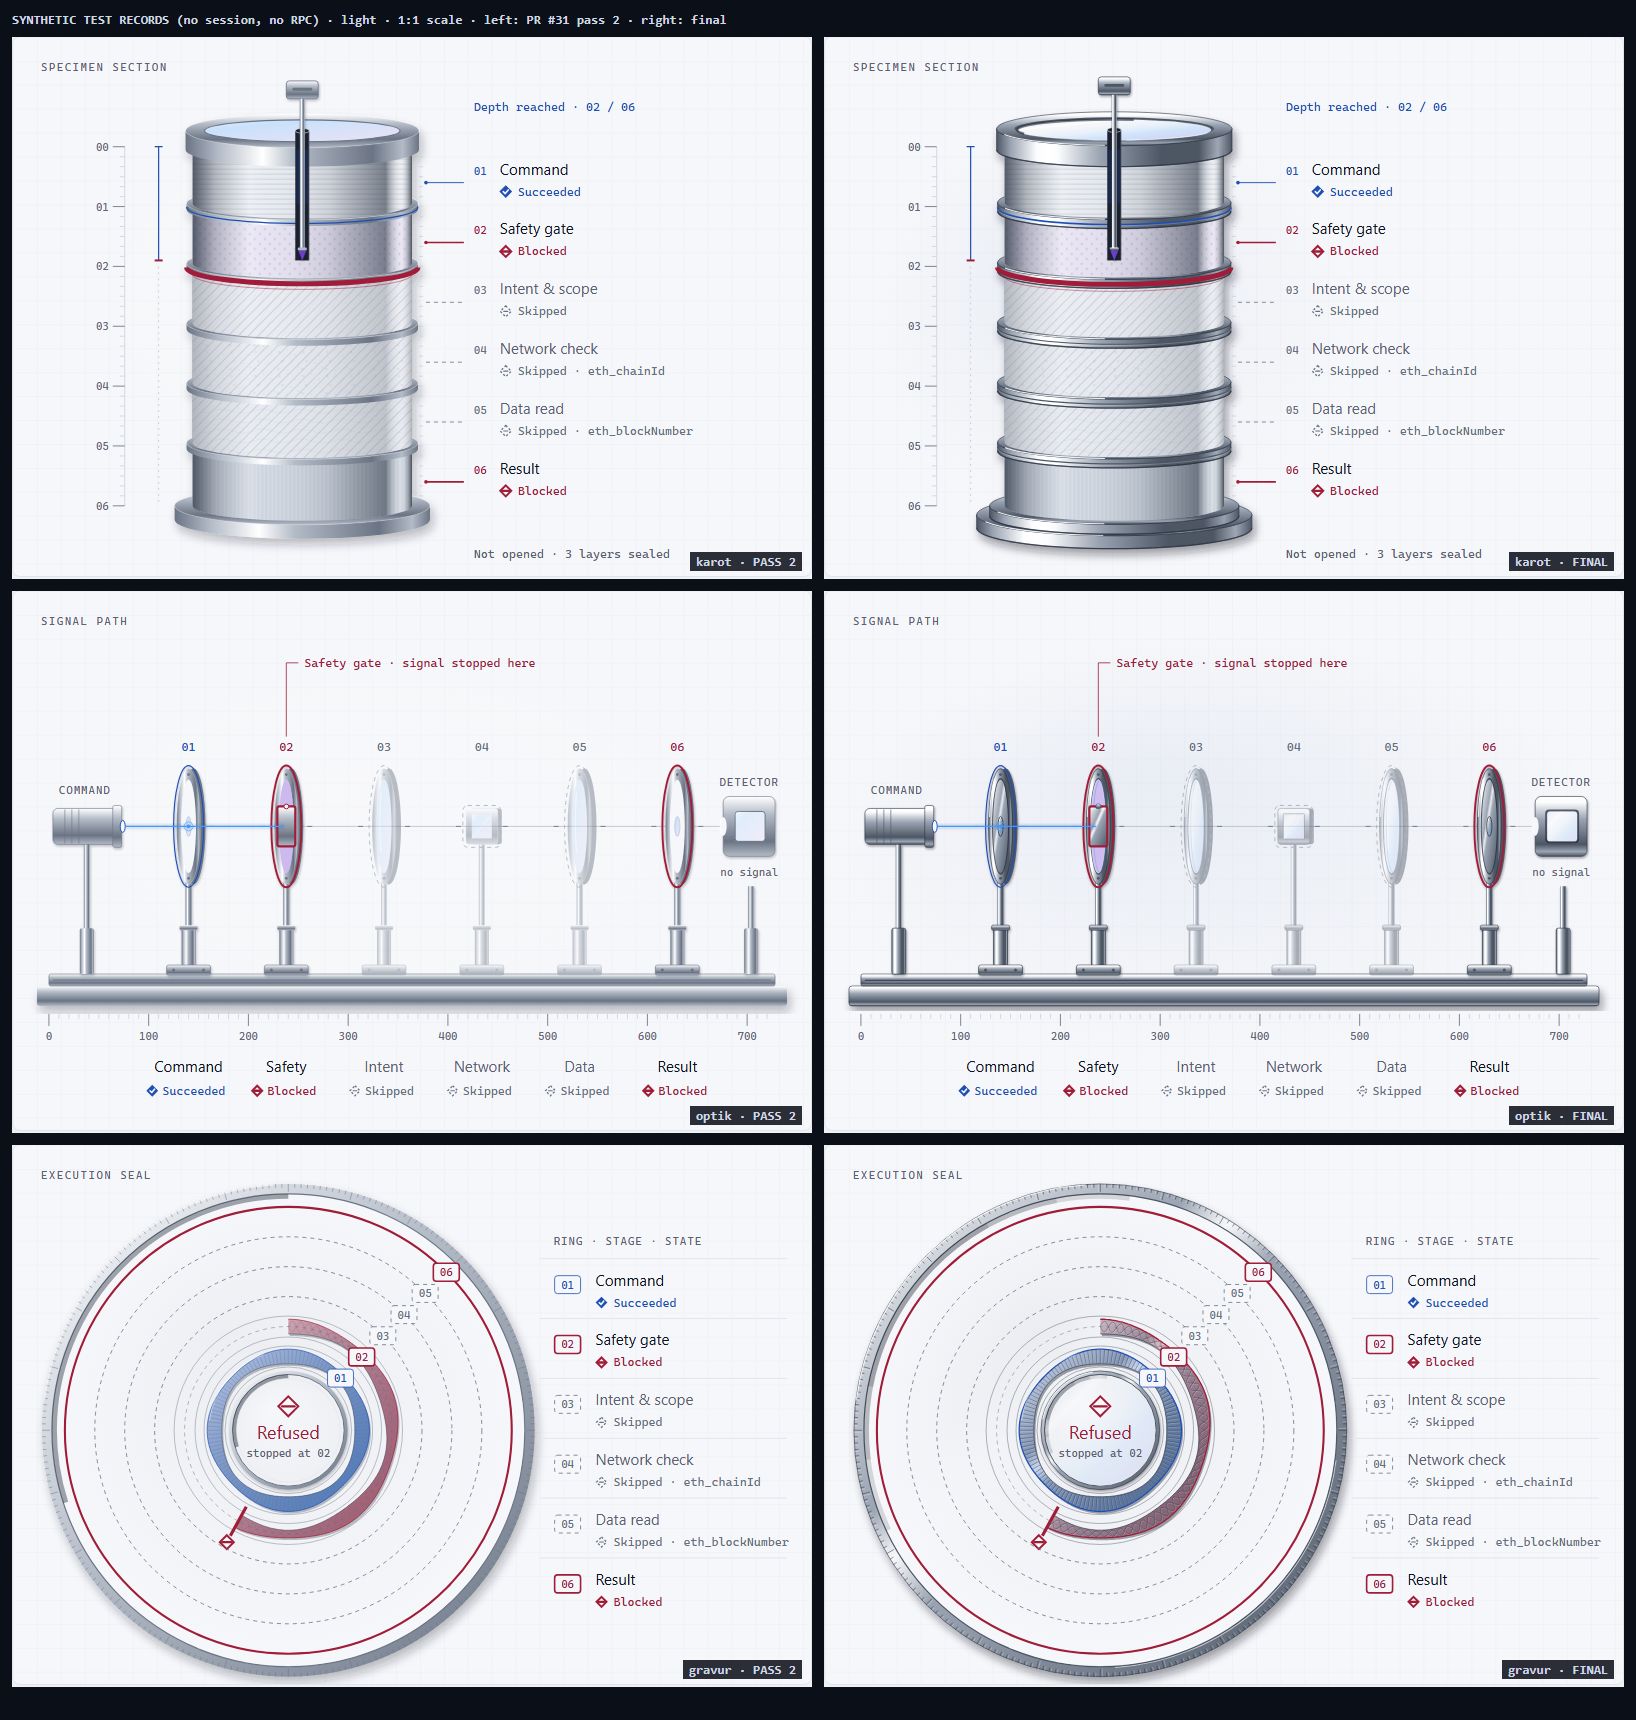 SYNTHETIC TEST RECORDS (no session, no RPC) · light · 1:1 scale · left: PR #31 pass 2 · right: final
SPECIMEN SECTION
Depth reached · 02 / 06
00
01
02
03
04
05
06
01 Command
Succeeded
02 Safety gate
Blocked
03 Intent & scope
Skipped
04 Network check
Skipped · eth_chainId
05 Data read
Skipped · eth_blockNumber
06 Result
Blocked
Not opened · 3 layers sealed
karot · PASS 2
SPECIMEN SECTION
Depth reached · 02 / 06
00
01
02
03
04
05
06
01 Command
Succeeded
02 Safety gate
Blocked
03 Intent & scope
Skipped
04 Network check
Skipped · eth_chainId
05 Data read
Skipped · eth_blockNumber
06 Result
Blocked
Not opened · 3 layers sealed
karot · FINAL
SIGNAL PATH
Safety gate · signal stopped here
01 02 03 04 05 06
COMMAND
DETECTOR
no signal
0 100 200 300 400 500 600 700
Command Safety Intent Network Data Result
Succeeded Blocked Skipped Skipped Skipped Blocked
optik · PASS 2
SIGNAL PATH
Safety gate · signal stopped here
01 02 03 04 05 06
COMMAND
DETECTOR
no signal
0 100 200 300 400 500 600 700
Command Safety Intent Network Data Result
Succeeded Blocked Skipped Skipped Skipped Blocked
optik · FINAL
EXECUTION SEAL
06
05
04
03
02
01
Refused
stopped at 02
RING · STAGE · STATE
01 Command
Succeeded
02 Safety gate
Blocked
03 Intent & scope
Skipped
04 Network check
Skipped · eth_chainId
05 Data read
Skipped · eth_blockNumber
06 Result
Blocked
gravur · PASS 2
EXECUTION SEAL
06
05
04
03
02
01
Refused
stopped at 02
RING · STAGE · STATE
01 Command
Succeeded
02 Safety gate
Blocked
03 Intent & scope
Skipped
04 Network check
Skipped · eth_chainId
05 Data read
Skipped · eth_blockNumber
06 Result
Blocked
gravur · FINAL